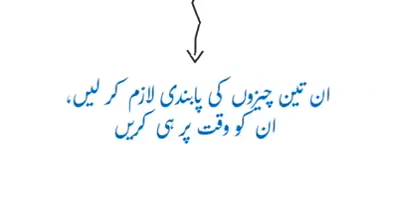 ان تین چیزوں کی پابندی لازم کر لیں،
ان کو وقت پر ہی کریں